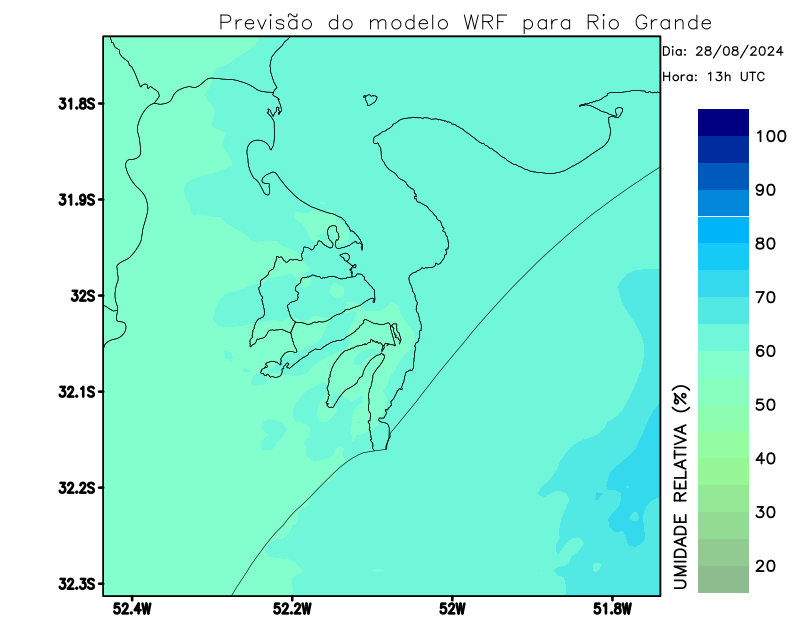 Previsão do modelo WRF para Rio Grande
Dia: 28/08/2024
Hora: 13h UTC
31.8S
31.9S
32S
32.1S
32.2S
32.3S
52.4W
52.2W
52W
51.8W
100
90
80
70
60
50
40
30
20
UMIDADE RELATIVA (%)